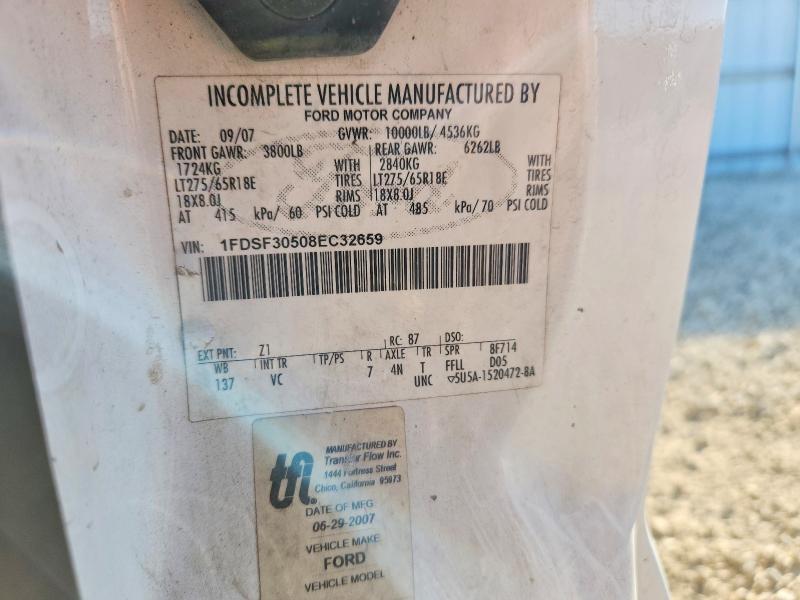 INCOMPLETE VEHICLE MANUFACTURED BY
FORD MOTOR COMPANY
DATE: 09/07 GVWR: 10000LB/ 4536KG
FRONT GAWR: 3800LB REAR GAWR: 6262LB
1724KG WITH 2840KG WITH
LT275/65R18E TIRES LT275/65R18E TIRES
18X8.0J RIMS 18X8.0J RIMS
AT 415 kPa/ 60 PSI COLD AT 485 kPa/ 70 PSI COLD
VIN: 1FDSF30508EC32659
EXT PNT: Z1 RC: 87 DSO:
WB INT TR TP/PS R AXLE TR SPR 8F714
137 VC 7 4N T FFLL D05
UNC ▽5U5A-1520472-8A
tfi®
MANUFACTURED BY
Transfer Flow Inc.
1444 Fortress Street
Chico, California 95973
DATE OF MFG
06-29-2007
VEHICLE MAKE
FORD
VEHICLE MODEL